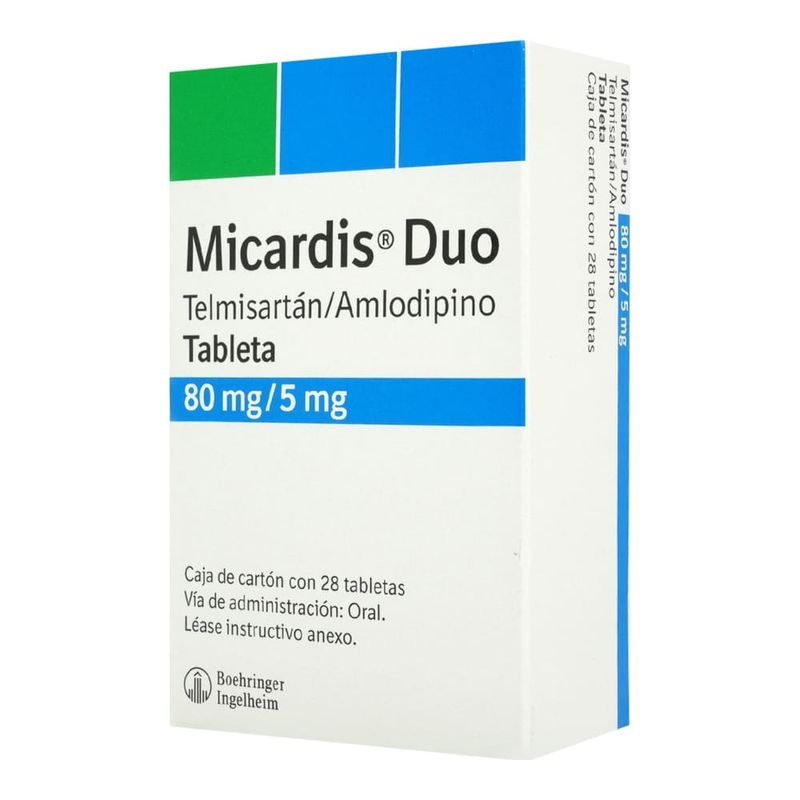 Micardis® Duo
Telmisartán/Amlodipino
Tableta
80 mg/5 mg
Caja de cartón con 28 tabletas
Vía de administración: Oral.
Léase instructivo anexo.
Boehringer
Ingelheim
Micardis® Duo 80 mg / 5 mg
Telmisartán/Amlodipino
Tableta
Caja de cartón con 28 tabletas